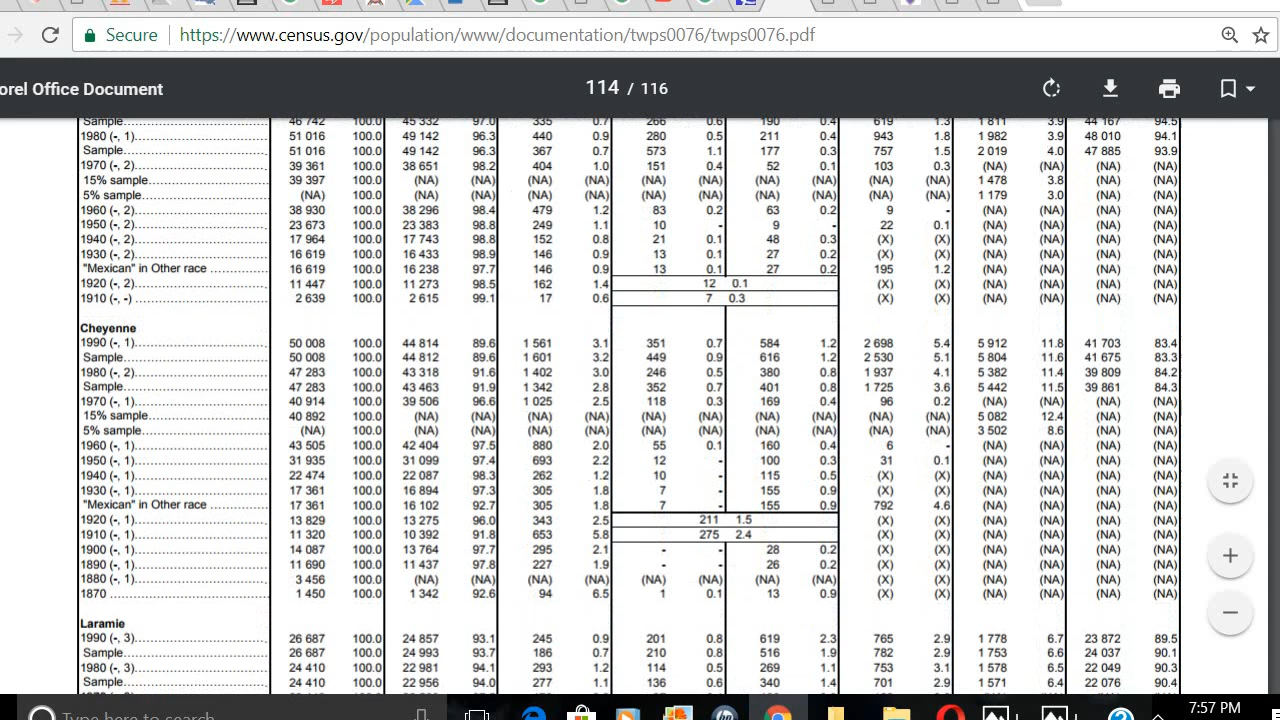 Secure https://www.census.gov/population/www/documentation/twps0076/twps0076.pdf
orel Office Document 114 / 116
Sample 46 742 100.0 45 332 97.0 335 0.7 266 0.6 190 0.4 619 1.3 1 811 3.9 44 167 94.5
1980 (-, 1) 51 016 100.0 49 142 96.3 440 0.9 280 0.5 211 0.4 943 1.8 1 982 3.9 48 010 94.1
Sample 51 016 100.0 49 142 96.3 367 0.7 573 1.1 177 0.3 757 1.5 2 019 4.0 47 885 93.9
1970 (-, 2) 39 361 100.0 38 651 98.2 404 1.0 151 0.4 52 0.1 103 0.3 (NA) (NA) (NA) (NA)
15% sample 39 397 100.0 (NA) (NA) (NA) (NA) (NA) (NA) (NA) (NA) (NA) (NA) 1 478 3.8 (NA) (NA)
5% sample (NA) 100.0 (NA) (NA) (NA) (NA) (NA) (NA) (NA) (NA) (NA) (NA) 1 179 3.0 (NA) (NA)
1960 (-, 2) 38 930 100.0 38 296 98.4 479 1.2 83 0.2 63 0.2 9 - (NA) (NA) (NA) (NA)
1950 (-, 2) 23 673 100.0 23 383 98.8 249 1.1 10 - 9 - 22 0.1 (NA) (NA) (NA) (NA)
1940 (-, 2) 17 964 100.0 17 743 98.8 152 0.8 21 0.1 48 0.3 (X) (X) (NA) (NA) (NA) (NA)
1930 (-, 2) 16 619 100.0 16 433 98.9 146 0.9 13 0.1 27 0.2 (X) (X) (NA) (NA) (NA) (NA)
"Mexican" in Other race 16 619 100.0 16 238 97.7 146 0.9 13 0.1 27 0.2 195 1.2 (NA) (NA) (NA) (NA)
1920 (-, 2) 11 447 100.0 11 273 98.5 162 1.4 12 0.1 (X) (X) (NA) (NA) (NA) (NA)
1910 (-, -) 2 639 100.0 2 615 99.1 17 0.6 7 0.3 (X) (X) (NA) (NA) (NA) (NA)
Cheyenne
1990 (-, 1) 50 008 100.0 44 814 89.6 1 561 3.1 351 0.7 584 1.2 2 698 5.4 5 912 11.8 41 703 83.4
Sample 50 008 100.0 44 812 89.6 1 601 3.2 449 0.9 616 1.2 2 530 5.1 5 804 11.6 41 675 83.3
1980 (-, 2) 47 283 100.0 43 318 91.6 1 402 3.0 246 0.5 380 0.8 1 937 4.1 5 382 11.4 39 809 84.2
Sample 47 283 100.0 43 463 91.9 1 342 2.8 352 0.7 401 0.8 1 725 3.6 5 442 11.5 39 861 84.3
1970 (-, 1) 40 914 100.0 39 506 96.6 1 025 2.5 118 0.3 169 0.4 96 0.2 (NA) (NA) (NA) (NA)
15% sample 40 892 100.0 (NA) (NA) (NA) (NA) (NA) (NA) (NA) (NA) (NA) (NA) 5 082 12.4 (NA) (NA)
5% sample (NA) 100.0 (NA) (NA) (NA) (NA) (NA) (NA) (NA) (NA) (NA) (NA) 3 502 8.6 (NA) (NA)
1960 (-, 1) 43 505 100.0 42 404 97.5 880 2.0 55 0.1 160 0.4 6 - (NA) (NA) (NA) (NA)
1950 (-, 1) 31 935 100.0 31 099 97.4 693 2.2 12 - 100 0.3 31 0.1 (NA) (NA) (NA) (NA)
1940 (-, 1) 22 474 100.0 22 087 98.3 262 1.2 10 - 115 0.5 (X) (X) (NA) (NA) (NA) (NA)
1930 (-, 1) 17 361 100.0 16 894 97.3 305 1.8 7 - 155 0.9 (X) (X) (NA) (NA) (NA) (NA)
"Mexican" in Other race 17 361 100.0 16 102 92.7 305 1.8 7 - 155 0.9 792 4.6 (NA) (NA) (NA) (NA)
1920 (-, 1) 13 829 100.0 13 275 96.0 343 2.5 211 1.5 (X) (X) (NA) (NA) (NA) (NA)
1910 (-, 1) 11 320 100.0 10 392 91.8 653 5.8 275 2.4 (X) (X) (NA) (NA) (NA) (NA)
1900 (-, 1) 14 087 100.0 13 764 97.7 295 2.1 - - 28 0.2 (X) (X) (NA) (NA) (NA) (NA)
1890 (-, 1) 11 690 100.0 11 437 97.8 227 1.9 - - 26 0.2 (X) (X) (NA) (NA) (NA) (NA)
1880 (-, 1) 3 456 100.0 (NA) (NA) (NA) (NA) (NA) (NA) (NA) (NA) (X) (X) (NA) (NA) (NA) (NA)
1870 1 450 100.0 1 342 92.6 94 6.5 1 0.1 13 0.9 (X) (X) (NA) (NA) (NA) (NA)
Laramie
1990 (-, 3) 26 687 100.0 24 857 93.1 245 0.9 201 0.8 619 2.3 765 2.9 1 778 6.7 23 872 89.5
Sample 26 687 100.0 24 993 93.7 186 0.7 210 0.8 516 1.9 782 2.9 1 753 6.6 24 037 90.1
1980 (-, 3) 24 410 100.0 22 981 94.1 293 1.2 114 0.5 269 1.1 753 3.1 1 578 6.5 22 049 90.3
Sample 24 410 100.0 22 956 94.0 277 1.1 136 0.6 340 1.4 701 2.9 1 571 6.4 22 076 90.4
Type here to search 7:57 PM